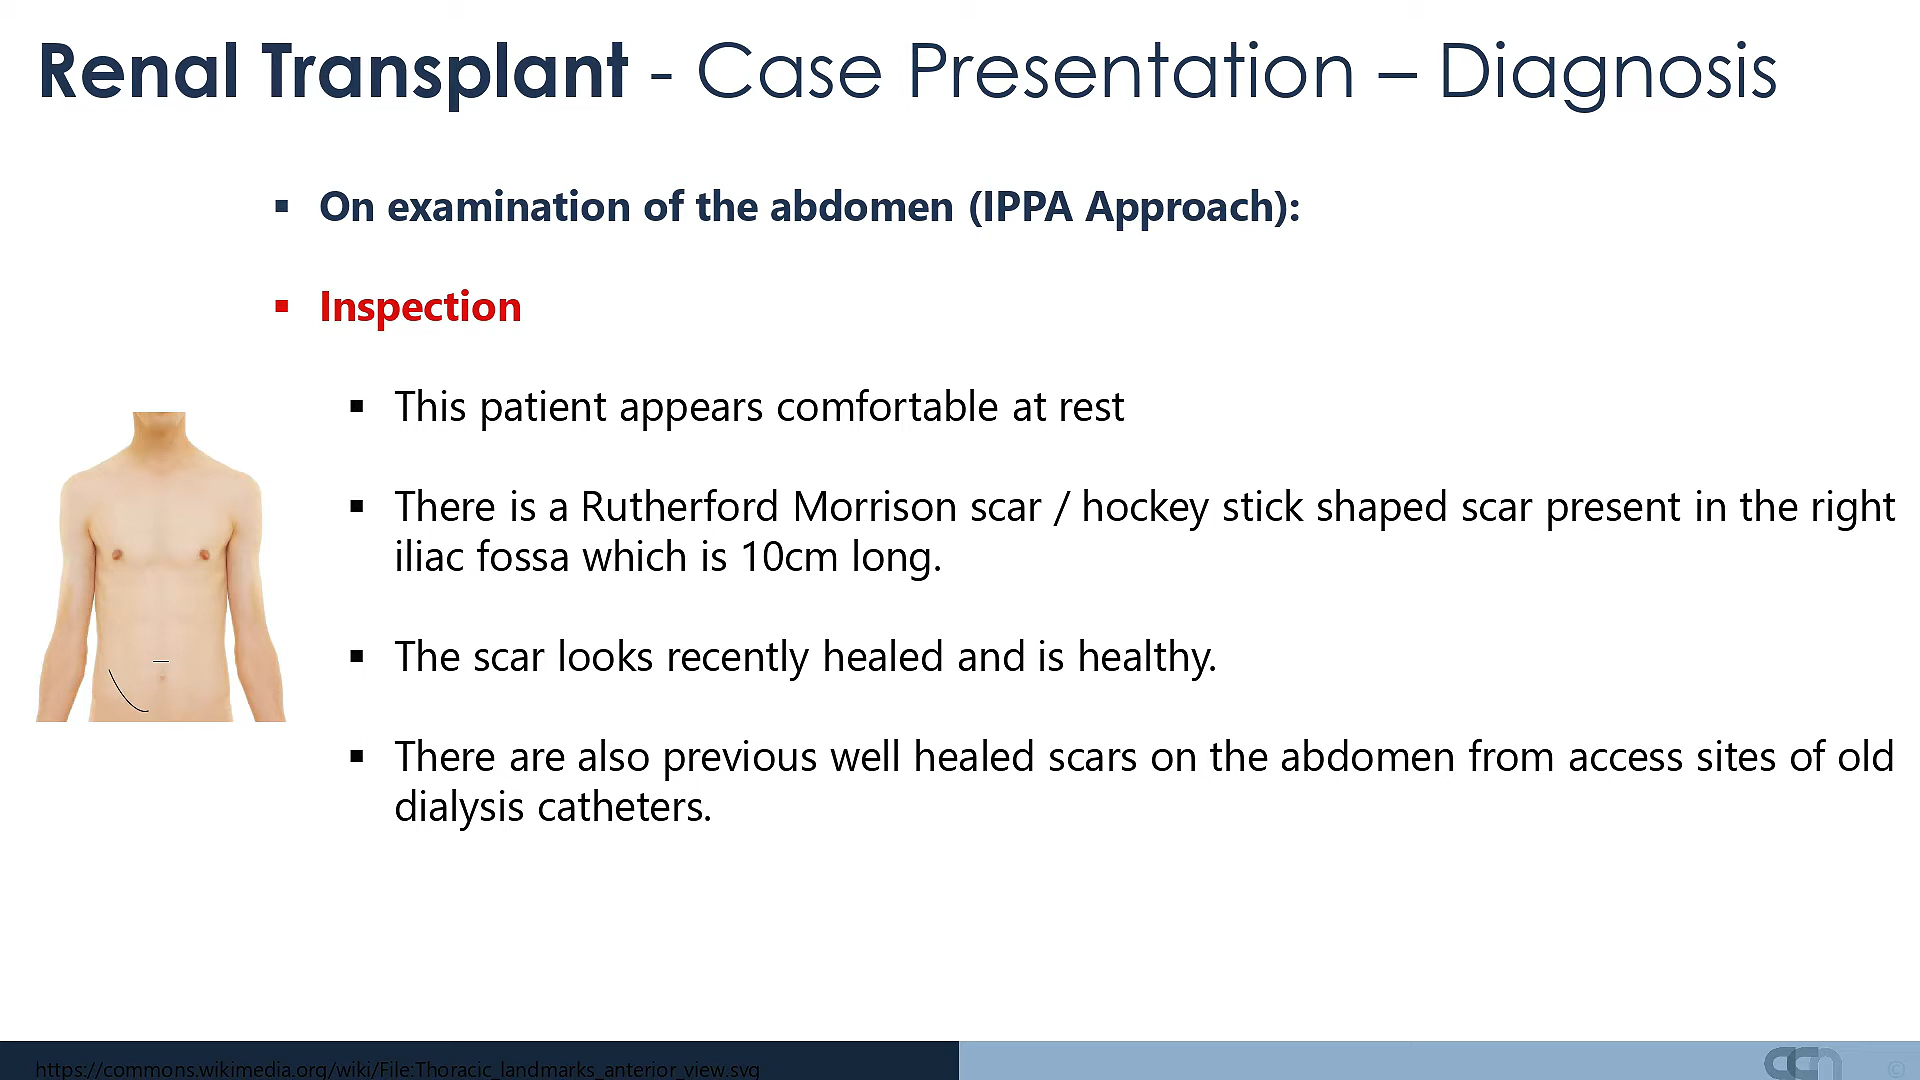 Renal Transplant - Case Presentation – Diagnosis
▪ On examination of the abdomen (IPPA Approach):
▪ Inspection
▪ This patient appears comfortable at rest
▪ There is a Rutherford Morrison scar / hockey stick shaped scar present in the right
iliac fossa which is 10cm long.
▪ The scar looks recently healed and is healthy.
▪ There are also previous well healed scars on the abdomen from access sites of old
dialysis catheters.
https://commons.wikimedia.org/wiki/File:Thoracic_landmarks_anterior_view.svg
©